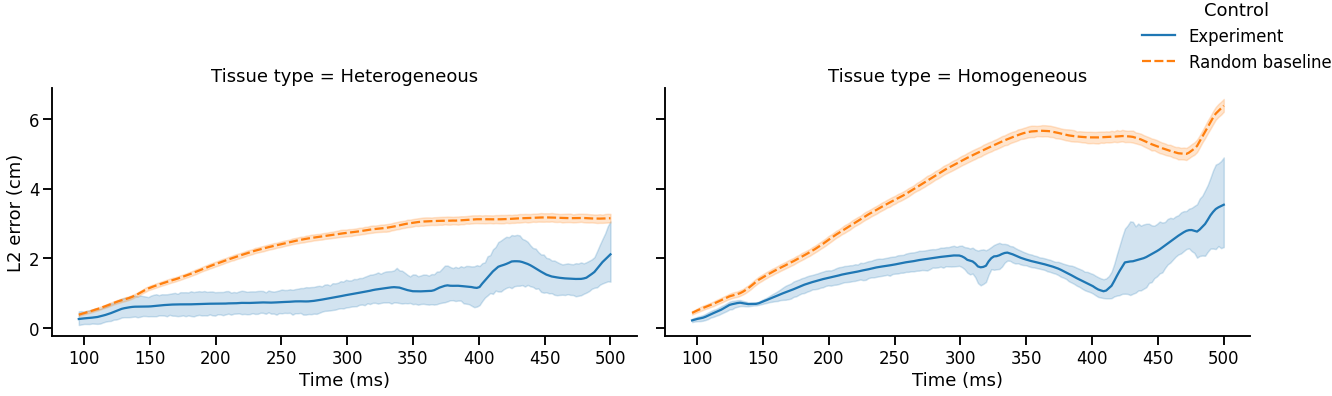 Control
Experiment
Random baseline
Tissue type = Heterogeneous
Tissue type = Homogeneous
6
4
2
0
L2 error (cm)
100 150 200 250 300 350 400 450 500
100 150 200 250 300 350 400 450 500
Time (ms)
Time (ms)